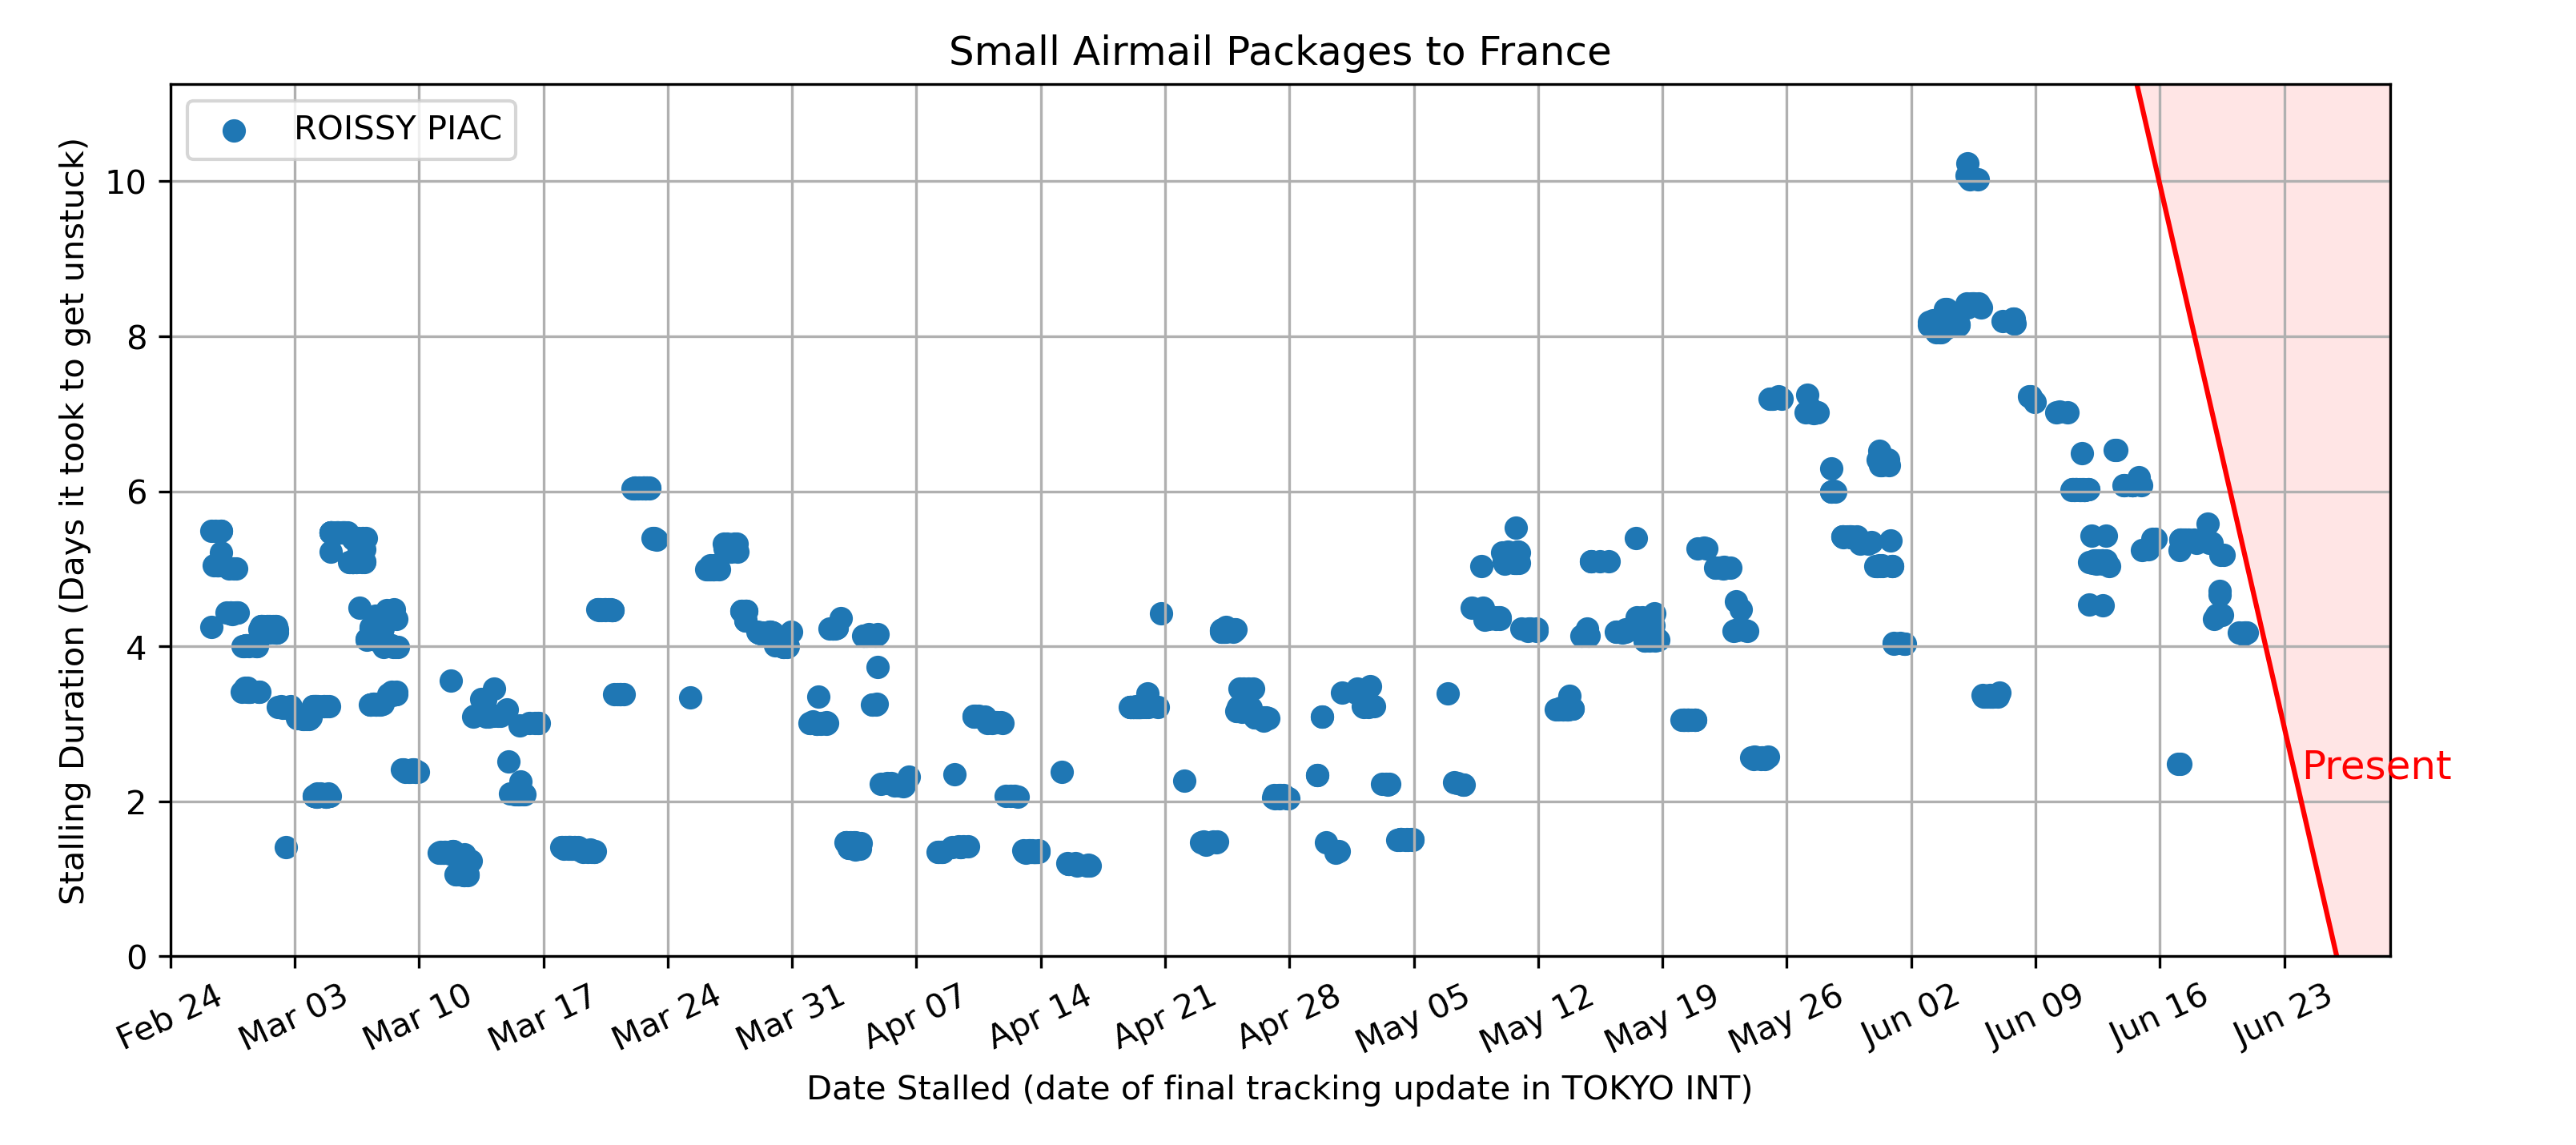 Small Airmail Packages to France
ROISSY PIAC
Stalling Duration (Days it took to get unstuck)
10
8
6
4
2
0
Present
Feb 24 Mar 03 Mar 10 Mar 17 Mar 24 Mar 31 Apr 07 Apr 14 Apr 21 Apr 28 May 05 May 12 May 19 May 26 Jun 02 Jun 09 Jun 16 Jun 23
Date Stalled (date of final tracking update in TOKYO INT)